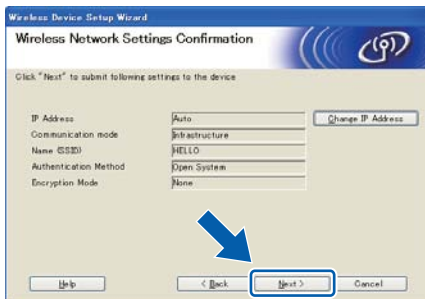 Wireless Device Setup Wizard
Wireless Network Settings Confirmation
Click "Next" to submit following settings to the device
IP Address Auto Change IP Address
Communication mode Infrastructure
Name (SSID) HELLO
Authentication Method Open System
Encryption Mode None
Help < Back Next > Cancel